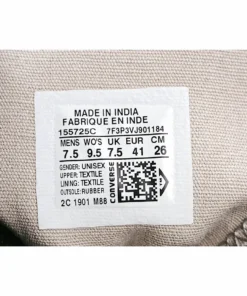 MADE IN INDIA
FABRIQUE EN INDE
155725C 7F3P3VJ901184
MENS WO'S UK EUR CM
7.5 9.5 7.5 41 26
GENDER: UNISEX
UPPER: TEXTILE
LINING: TEXTILE
OUTSOLE: RUBBER
CONVERSE
2C 1901 M88